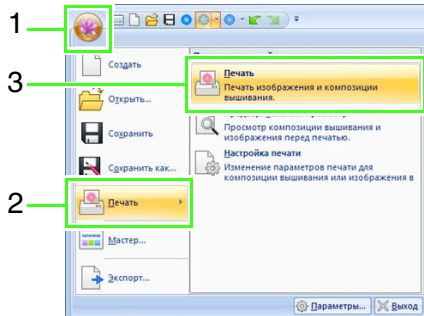 1
3
2
Создать
Открыть...
Сохранить
Сохранить как...
Печать
Мастер...
Экспорт...
Печать
Печать изображения и композиции
вышивания.
Просмотр композиции вышивания и
изображения перед печатью.
Настройка печати
Изменение параметров печати для
композиции вышивания или изображения в
Параметры...
Выход